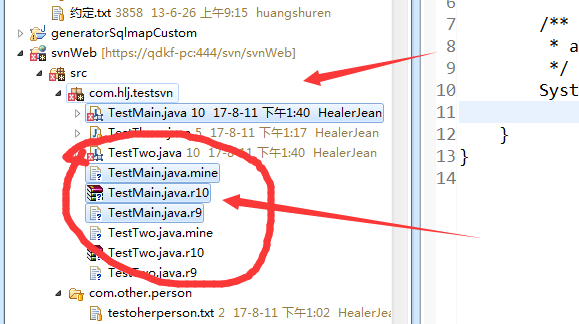 约定.txt 3858 13-6-26 上午9:15 huangshuren
generatorSqlmapCustom
svnWeb [https://qdkf-pc:444/svn/svnWeb]
src
com.hlj.testsvn
TestMain.java 10 17-8-11 下午1:40 HealerJean
5 17-8-11 下午1:17 HealerJean
TestTwo.java 10 17-8-11 下午1:40 HealerJean
TestMain.java.mine
TestMain.java.r10
TestMain.java.r9
TestTwo.java.mine
TestTwo.java.r10
TestTwo.java.r9
com.other.person
testoherperson.txt 2 17-8-11 下午1:02 HealerJean
6
7 /**
8 * a
9 */
10 Syst
11
12 }
13 }
14